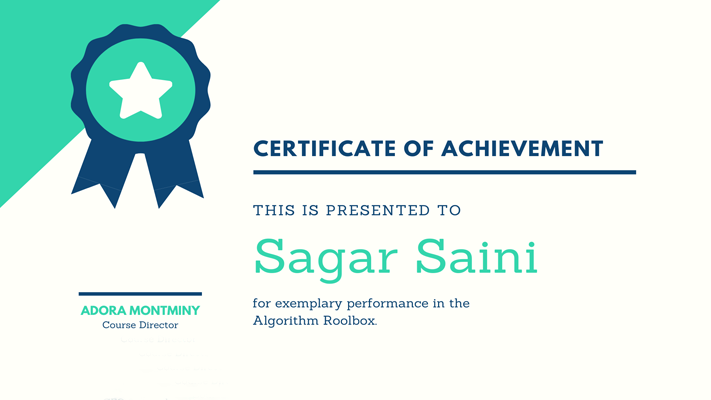 CERTIFICATE OF ACHIEVEMENT
THIS IS PRESENTED TO
Sagar Saini
for exemplary performance in the
Algorithm Roolbox.
ADORA MONTMINY
Course Director